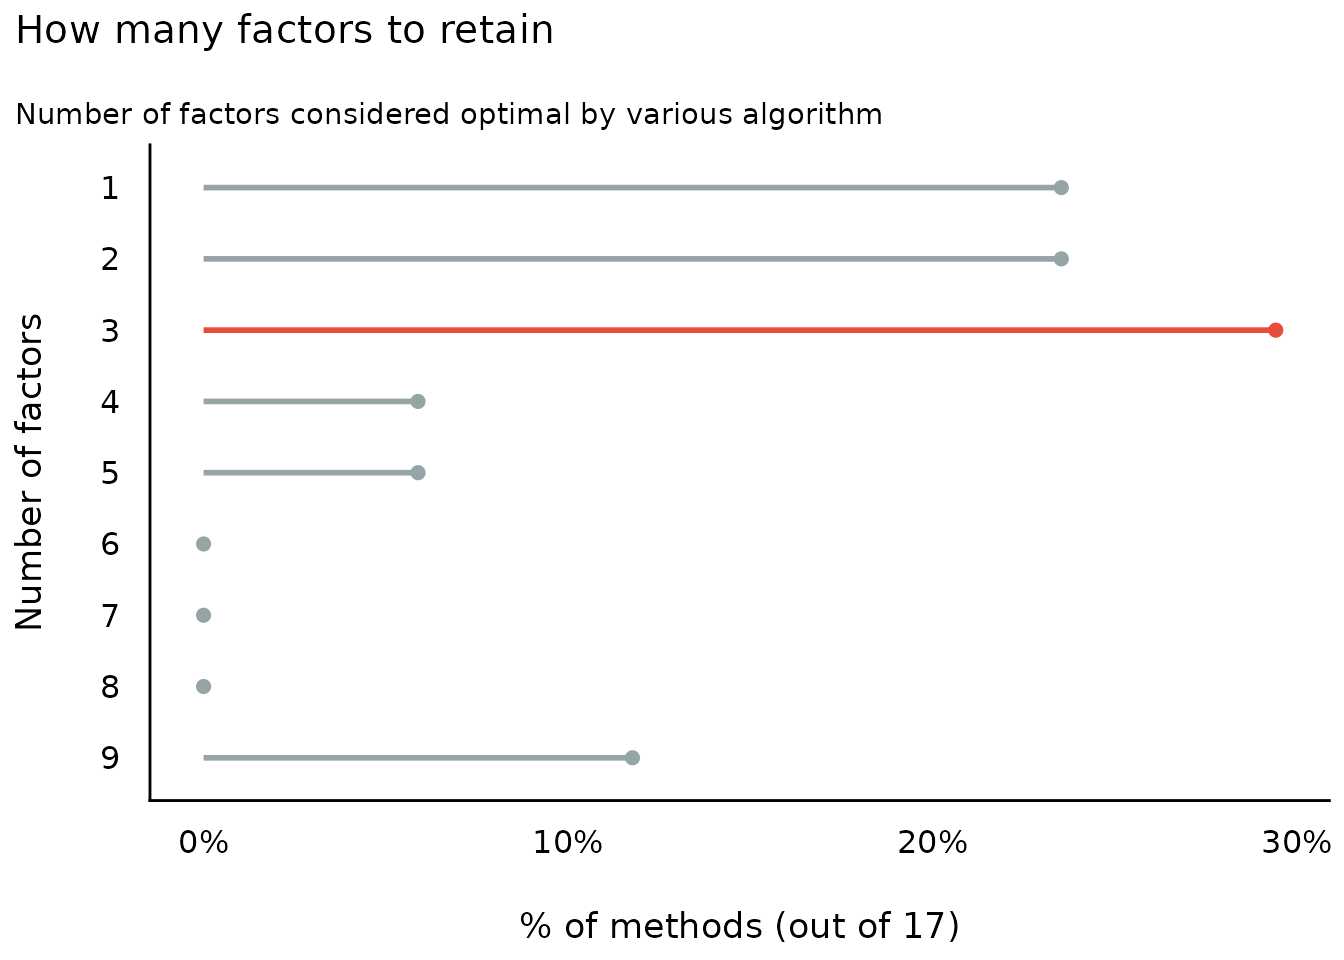 How many factors to retain
Number of factors considered optimal by various algorithm
Number of factors
1
2
3
4
5
6
7
8
9
0% 10% 20% 30%
% of methods (out of 17)